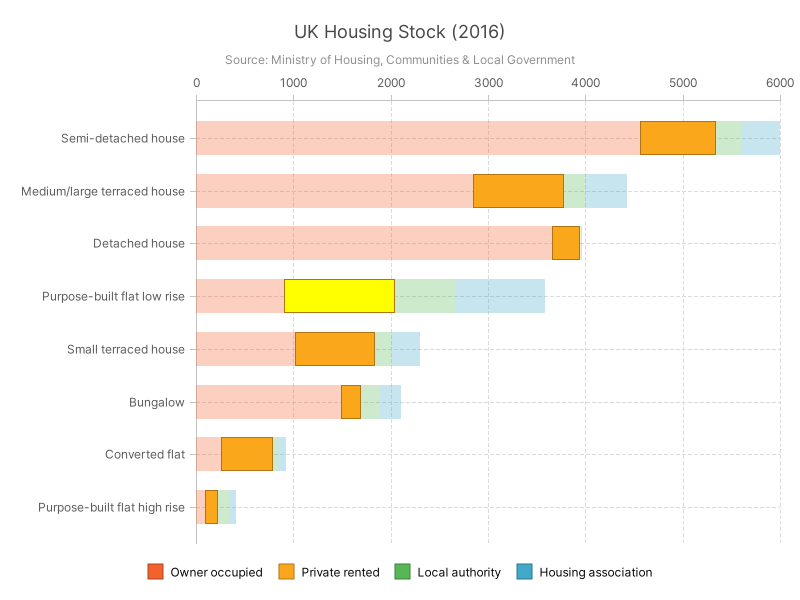 UK Housing Stock (2016)
Source: Ministry of Housing, Communities & Local Government
0 1000 2000 3000 4000 5000 6000
Semi-detached house
Medium/large terraced house
Detached house
Purpose-built flat low rise
Small terraced house
Bungalow
Converted flat
Purpose-built flat high rise
Owner occupied Private rented Local authority Housing association